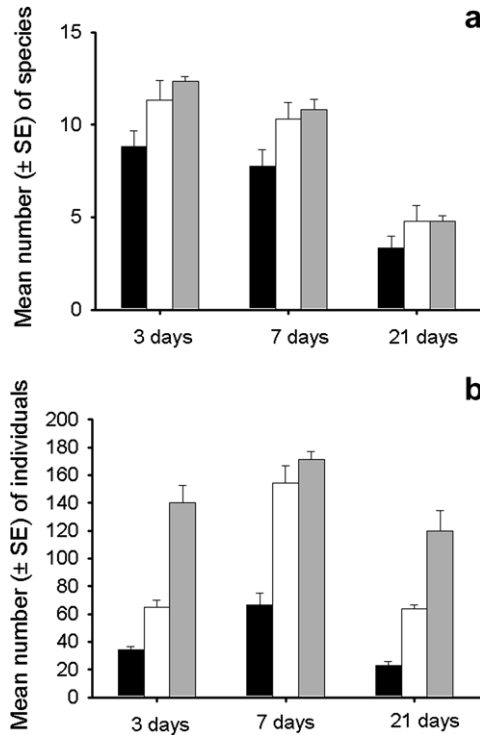 a
Mean number (± SE) of species
15
10
5
0
3 days 7 days 21 days
b
Mean number (± SE) of individuals
200
180
160
140
120
100
80
60
40
20
0
3 days 7 days 21 days